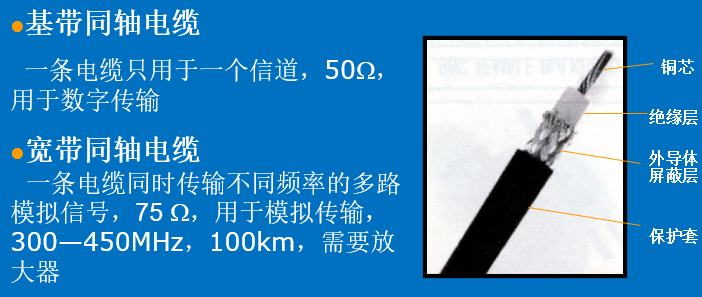 ●基带同轴电缆
一条电缆只用于一个信道，50Ω，
用于数字传输
●宽带同轴电缆
一条电缆同时传输不同频率的多路
模拟信号，75 Ω，用于模拟传输，
300—450MHz，100km，需要放
大器
铜芯
绝缘层
外导体
屏蔽层
保护套